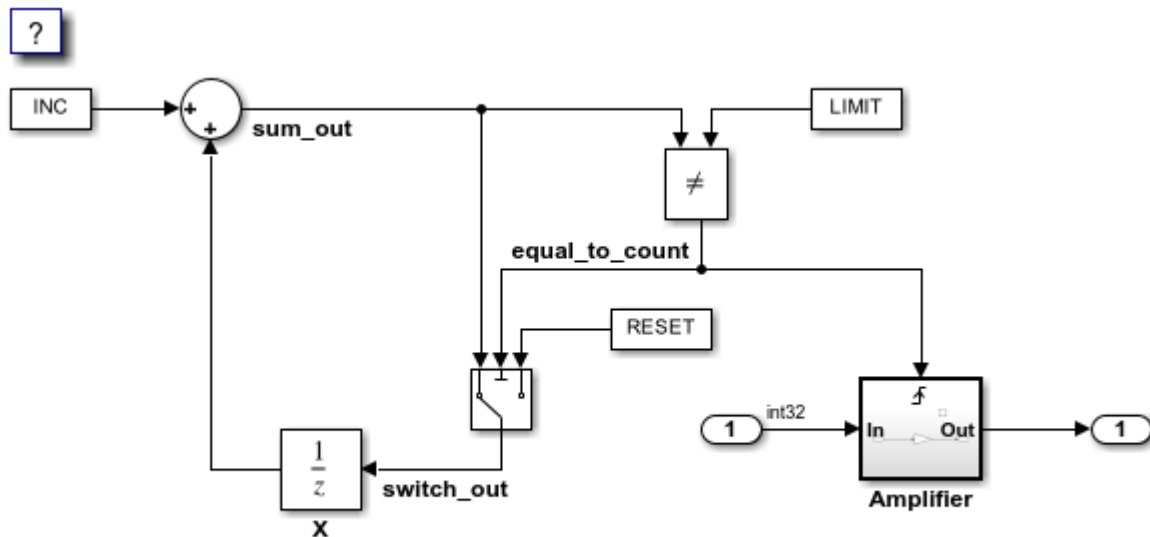 ?
INC
+
+
sum_out
LIMIT
≠
equal_to_count
RESET
1
int32
In
Out
1
Amplifier
1
z
switch_out
X